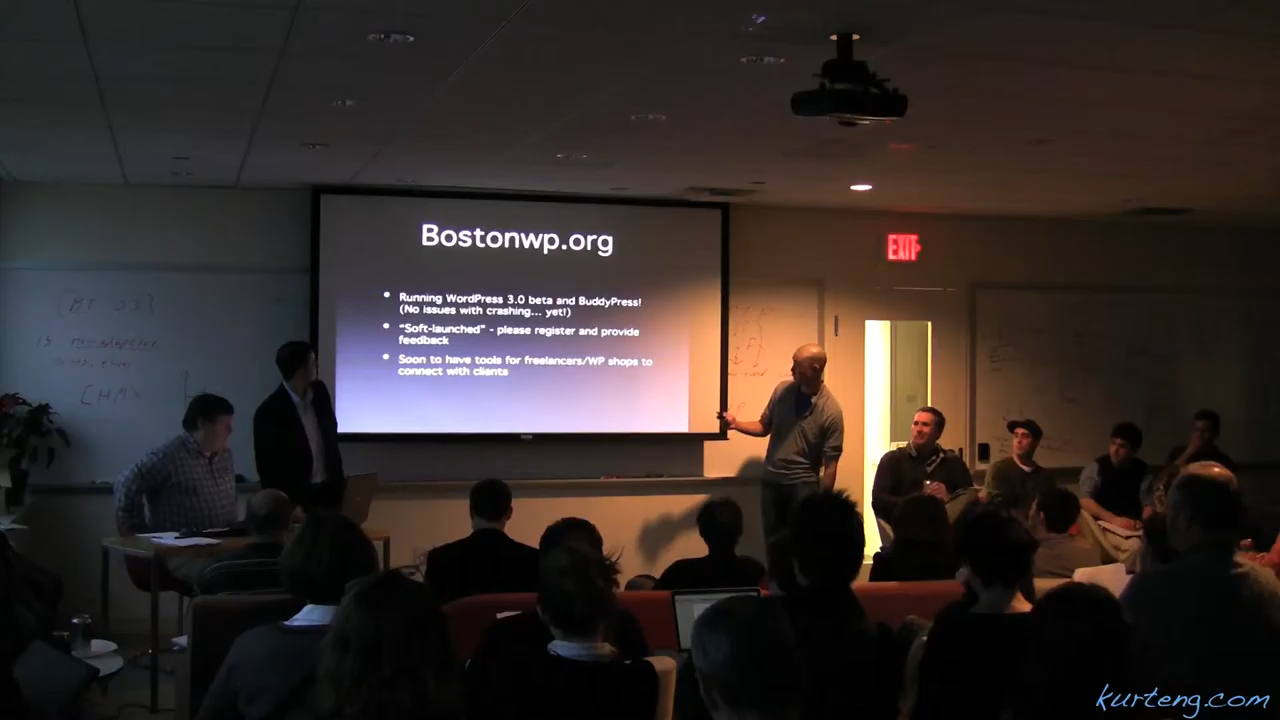 Bostonwp.org
EXIT
Running WordPress 3.0 beta and BuddyPress!
(No issues with crashing... yet!)
"Soft-launched" - please register and provide
feedback
Soon to have tools for freelancers/WP shops to
connect with clients
kurteng.com